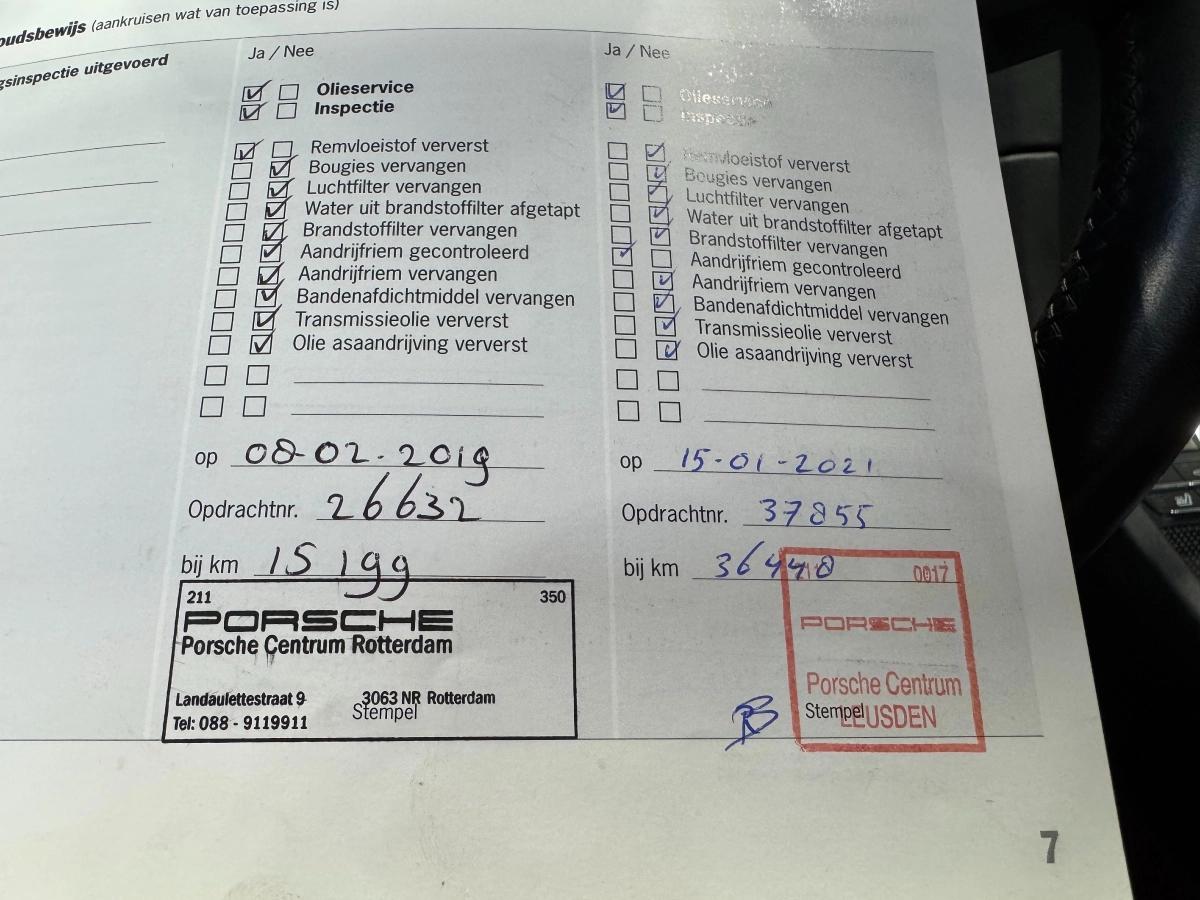 oudsbewijs (aankruisen wat van toepassing is)
gsinspectie uitgevoerd
Ja / Nee
Olieservice
Inspectie
Remvloeistof ververst
Bougies vervangen
Luchtfilter vervangen
Water uit brandstoffilter afgetapt
Brandstoffilter vervangen
Aandrijfriem gecontroleerd
Aandrijfriem vervangen
Bandenafdichtmiddel vervangen
Transmissieolie ververst
Olie asaandrijving ververst
op 08-02-2019
Opdrachtnr. 26632
bij km 15199
211 350
PORSCHE
Porsche Centrum Rotterdam
Landaulettestraat 9 3063 NR Rotterdam
Stempel
Tel: 088 - 9119911
Ja / Nee
Olieservice
Inspectie
Remvloeistof ververst
Bougies vervangen
Luchtfilter vervangen
Water uit brandstoffilter afgetapt
Brandstoffilter vervangen
Aandrijfriem gecontroleerd
Aandrijfriem vervangen
Bandenafdichtmiddel vervangen
Transmissieolie ververst
Olie asaandrijving ververst
op 15-01-2021
Opdrachtnr. 37855
bij km 36440
0017
PORSCHE
Porsche Centrum
Stempel
LEUSDEN
7